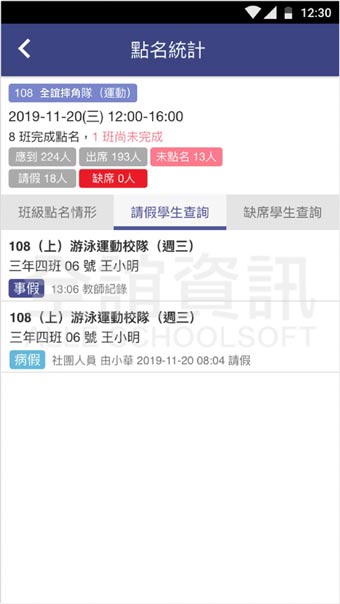 12:30
點名統計
108 全誼摔角隊（運動）
2019-11-20(三) 12:00-16:00
8 班完成點名，1 班尚未完成
應到 224人 出席 193人 未點名 13人
請假 18人 缺席 0人
班級點名情形 請假學生查詢 缺席學生查詢
108（上）游泳運動校隊（週三）
三年四班 06 號 王小明
事假 13:06 教師紀錄
全誼資訊
108（上）游泳運動校隊（週三）
SCHOOLSOFT
三年四班 06 號 王小明
病假 社團人員 由小華 2019-11-20 08:04 請假